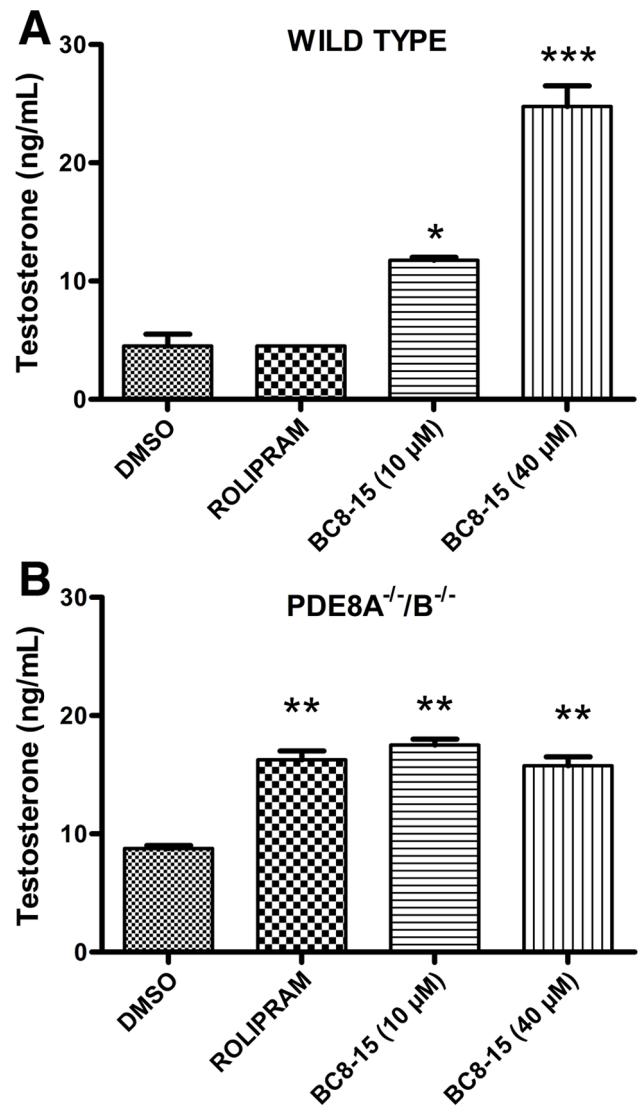 A
WILD TYPE
Testosterone (ng/mL)
30
20
10
0
*
***
DMSO
ROLIPRAM
BC8-15 (10 µM)
BC8-15 (40 µM)
B
PDE8A-/-/B-/-
Testosterone (ng/mL)
30
20
10
0
**
**
**
DMSO
ROLIPRAM
BC8-15 (10 µM)
BC8-15 (40 µM)